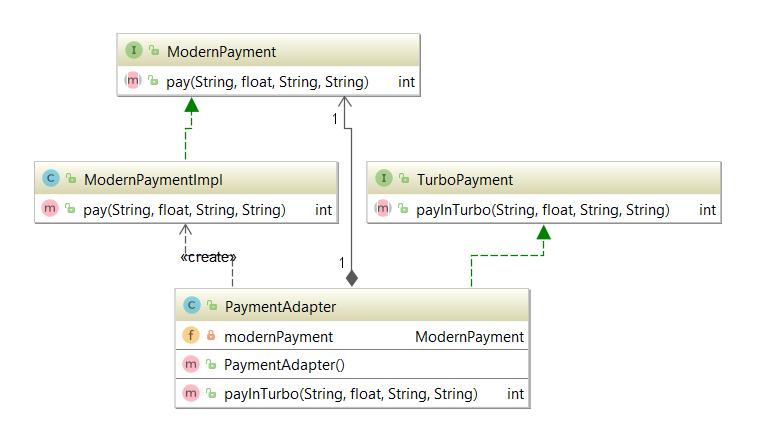 I ModernPayment
m pay(String, float, String, String) int
1
C ModernPaymentImpl
m pay(String, float, String, String) int
I TurboPayment
m payInTurbo(String, float, String, String) int
«create»
1
C PaymentAdapter
f modernPayment ModernPayment
m PaymentAdapter()
m payInTurbo(String, float, String, String) int